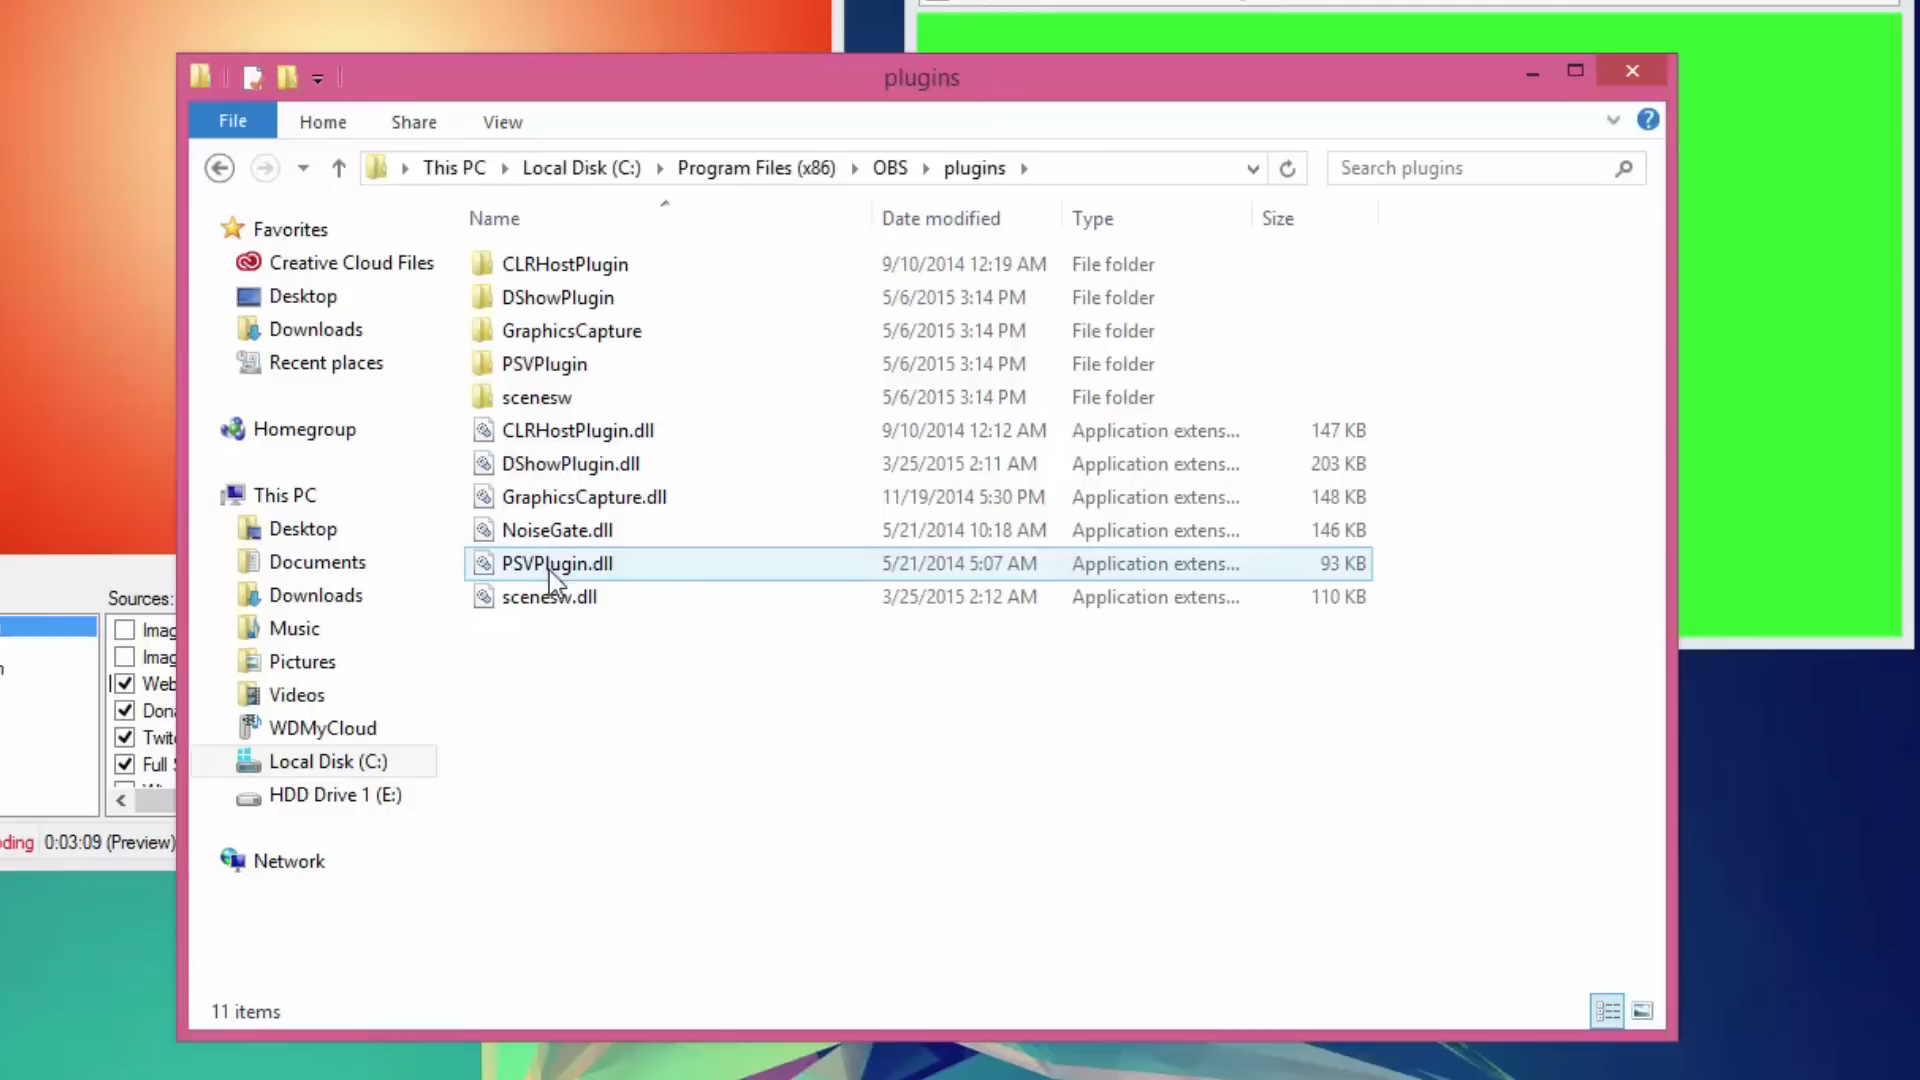 plugins
File Home Share View
This PC Local Disk (C:) Program Files (x86) OBS plugins Search plugins
Name Date modified Type Size
Favorites
Creative Cloud Files
Desktop
Downloads
Recent places
Homegroup
This PC
Desktop
Documents
Downloads
Music
Pictures
Videos
WDMyCloud
Local Disk (C:)
HDD Drive 1 (E:)
Network
CLRHostPlugin 9/10/2014 12:19 AM File folder
DShowPlugin 5/6/2015 3:14 PM File folder
GraphicsCapture 5/6/2015 3:14 PM File folder
PSVPlugin 5/6/2015 3:14 PM File folder
scenesw 5/6/2015 3:14 PM File folder
CLRHostPlugin.dll 9/10/2014 12:12 AM Application extens... 147 KB
DShowPlugin.dll 3/25/2015 2:11 AM Application extens... 203 KB
GraphicsCapture.dll 11/19/2014 5:30 PM Application extens... 148 KB
NoiseGate.dll 5/21/2014 10:18 AM Application extens... 146 KB
PSVPlugin.dll 5/21/2014 5:07 AM Application extens... 93 KB
scenesw.dll 3/25/2015 2:12 AM Application extens... 110 KB
11 items
Sources:
Imag
Imag
Web
Dona
Twit
Full S
oding 0:03:09 (Preview)